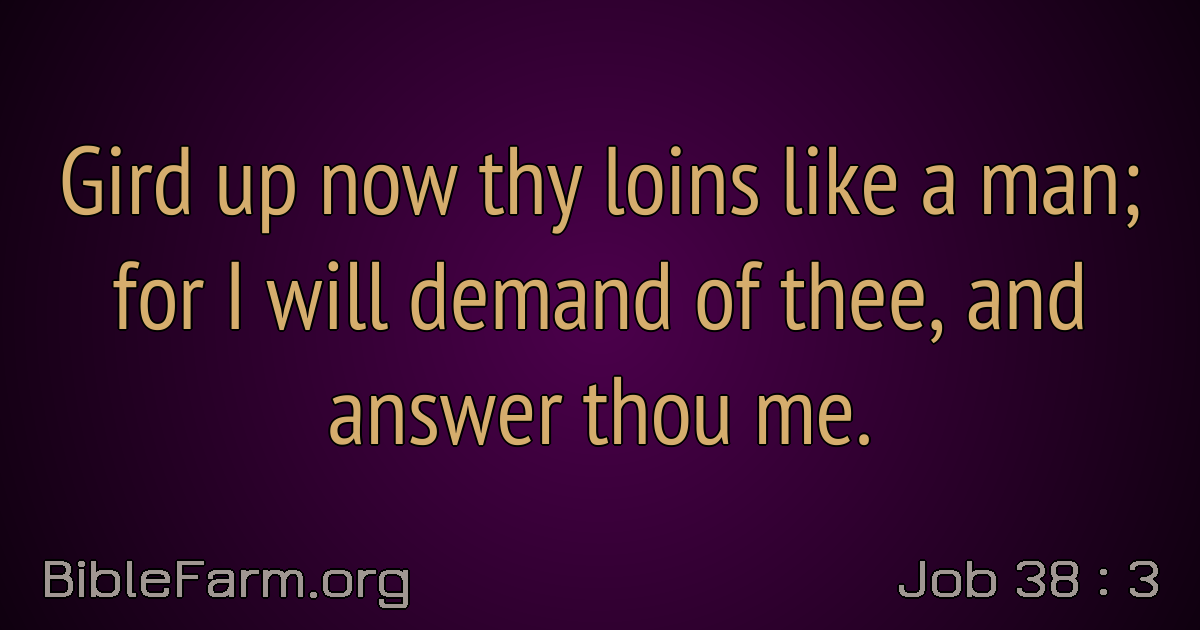 Gird up now thy loins like a man;
for I will demand of thee, and
answer thou me.
BibleFarm.org
Job 38 : 3